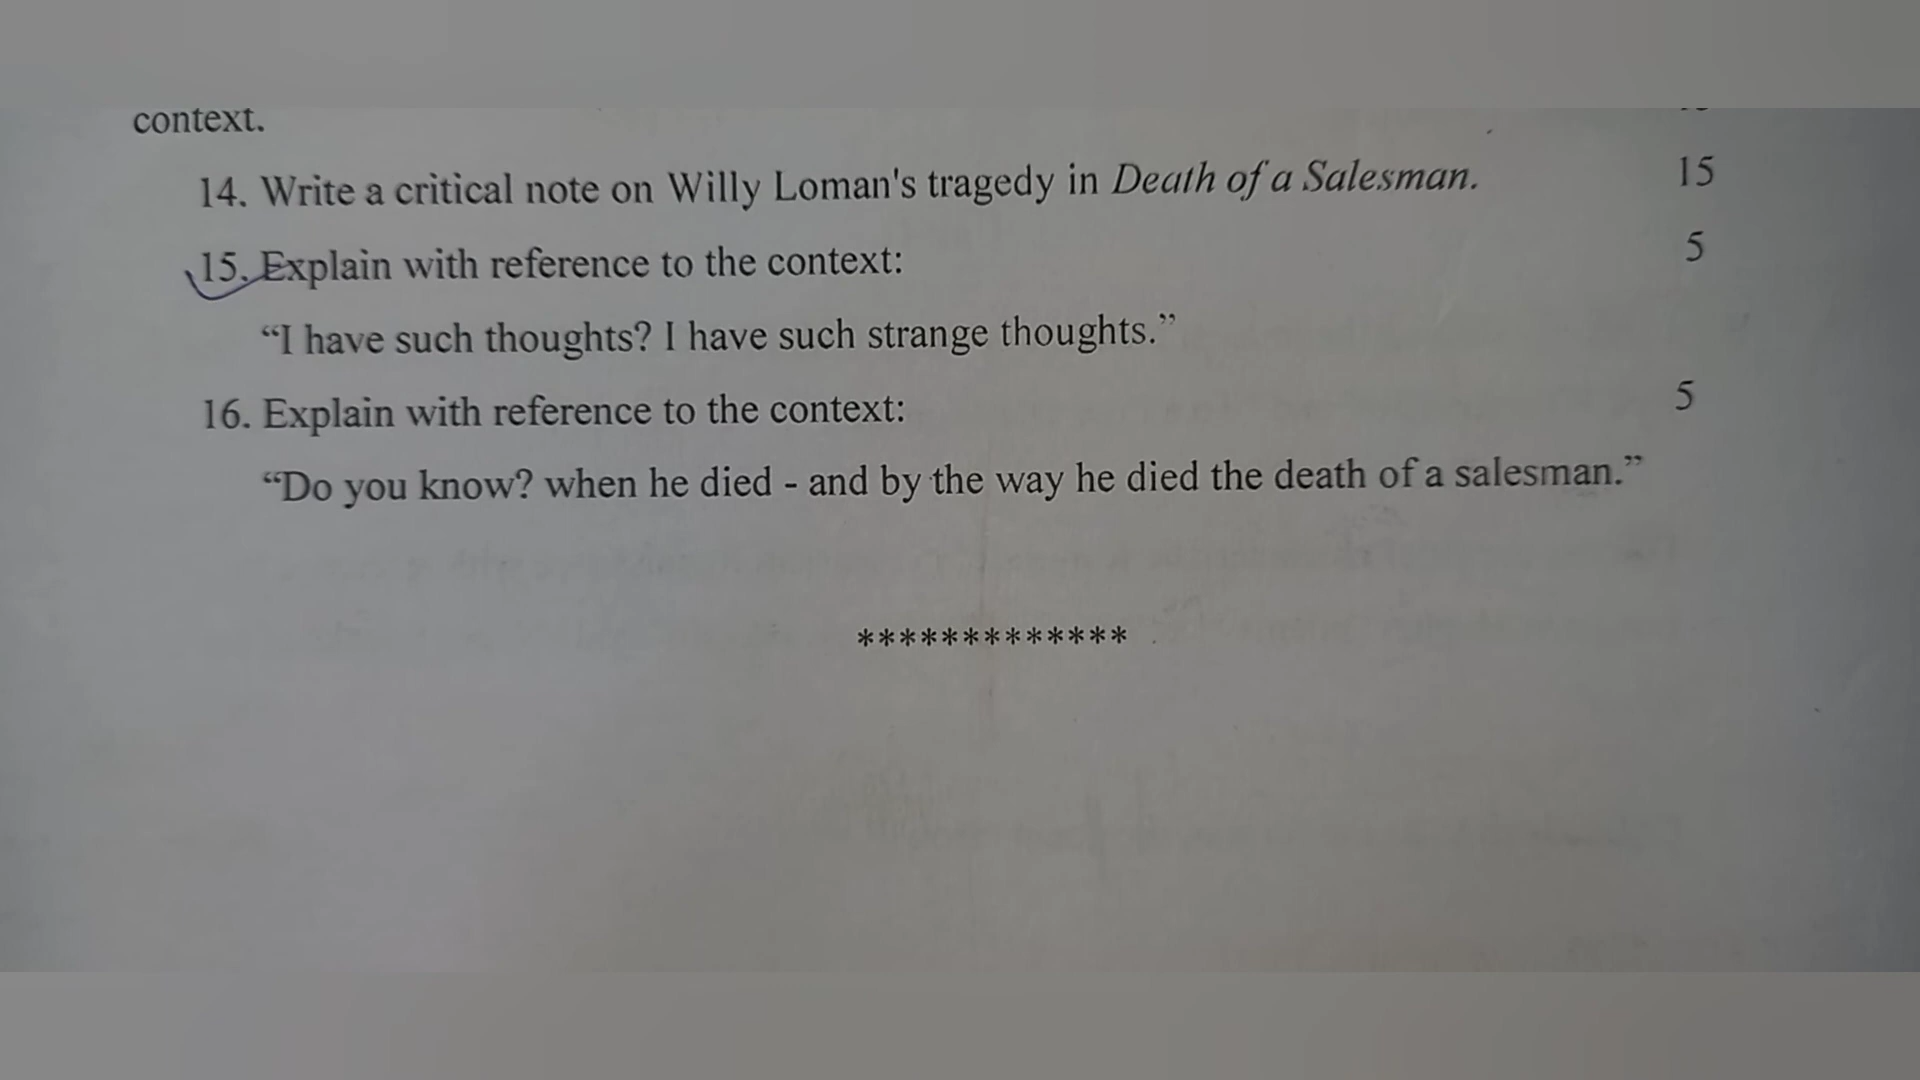 context.
14. Write a critical note on Willy Loman's tragedy in Death of a Salesman. 15
15. Explain with reference to the context: 5
“I have such thoughts? I have such strange thoughts.”
16. Explain with reference to the context: 5
“Do you know? when he died - and by the way he died the death of a salesman.”
*************